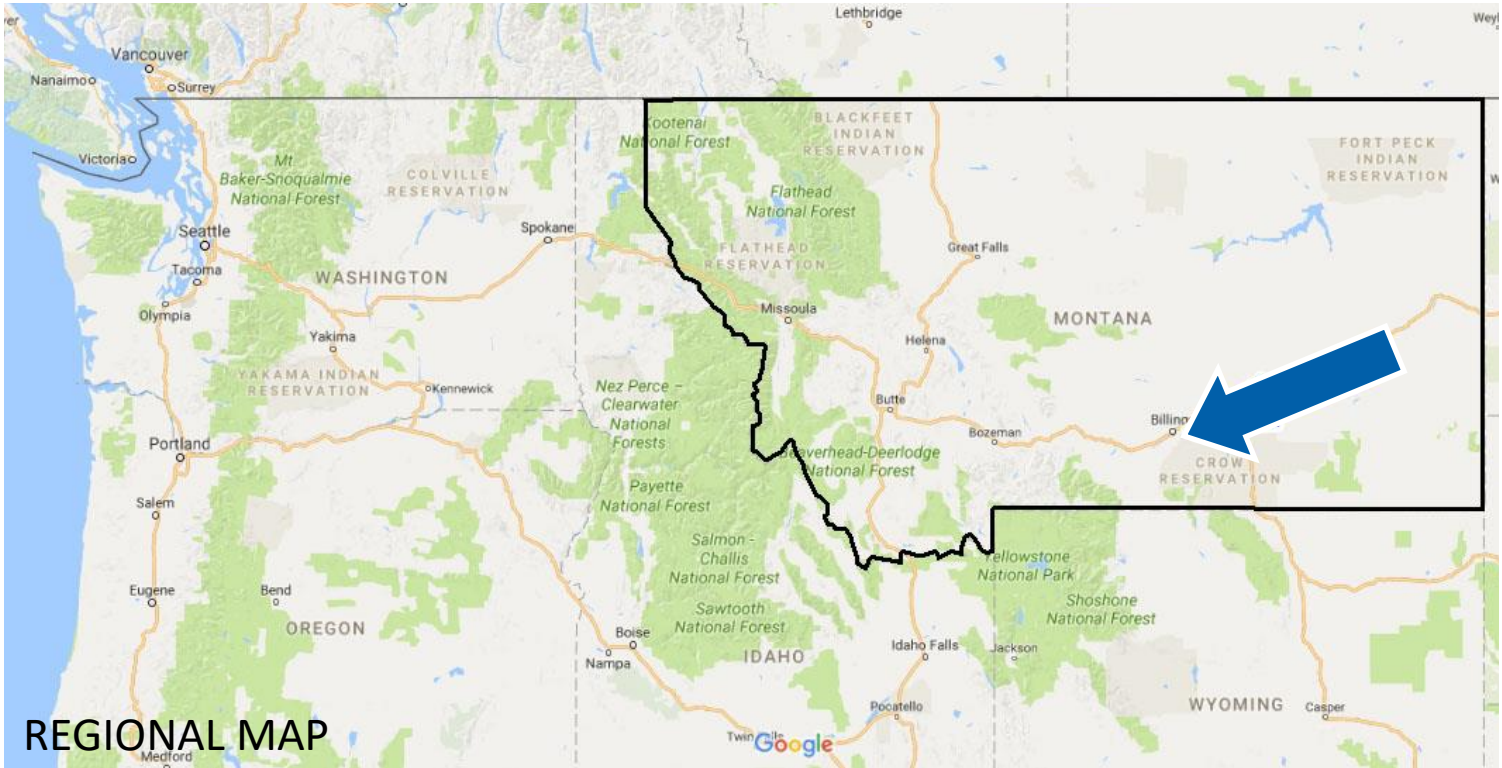 Lethbridge
Weyl
Vancouver
Nanaimo
Surrey
Victoria
Kootenai
National Forest
BLACKFEET
INDIAN
RESERVATION
FORT PECK
INDIAN
RESERVATION
Mt
Baker-Snoqualmie
National Forest
COLVILLE
RESERVATION
Flathead
National Forest
Seattle
Spokane
FLATHEAD
RESERVATION
Great Falls
Tacoma
WASHINGTON
Olympia
Missoula
MONTANA
Yakima
Helena
YAKAMA INDIAN
RESERVATION
Kennewick
Nez Perce –
Clearwater
National
Forests
Butte
Billin
Portland
Bozeman
Beaverhead-Deerlodge
National Forest
CROW
RESERVATION
Salem
Payette
National Forest
Salmon -
Challis
National Forest
Yellowstone
National Park
Eugene
Bend
Sawtooth
National Forest
Shoshone
National Forest
OREGON
Boise
Nampa
IDAHO
Idaho Falls
Jackson
WYOMING
Pocatello
Casper
REGIONAL MAP
Twin
Google
Medford